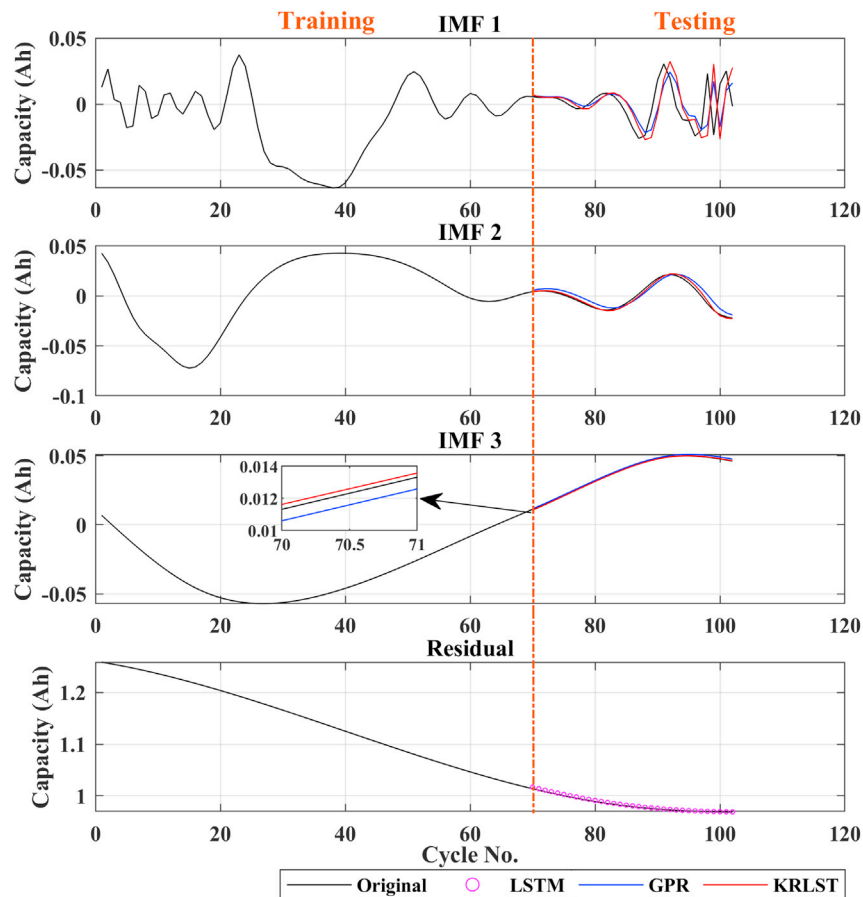 Training
Testing
IMF 1
Capacity (Ah)
0.05
0
-0.05
0 20 40 60 80 100 120
IMF 2
Capacity (Ah)
0.05
0
-0.05
-0.1
0 20 40 60 80 100 120
IMF 3
Capacity (Ah)
0.05
0
-0.05
0.014
0.012
0.01
70 70.5 71
0 20 40 60 80 100 120
Residual
Capacity (Ah)
1.2
1.1
1
0 20 40 60 80 100 120
Cycle No.
Original LSTM GPR KRLST